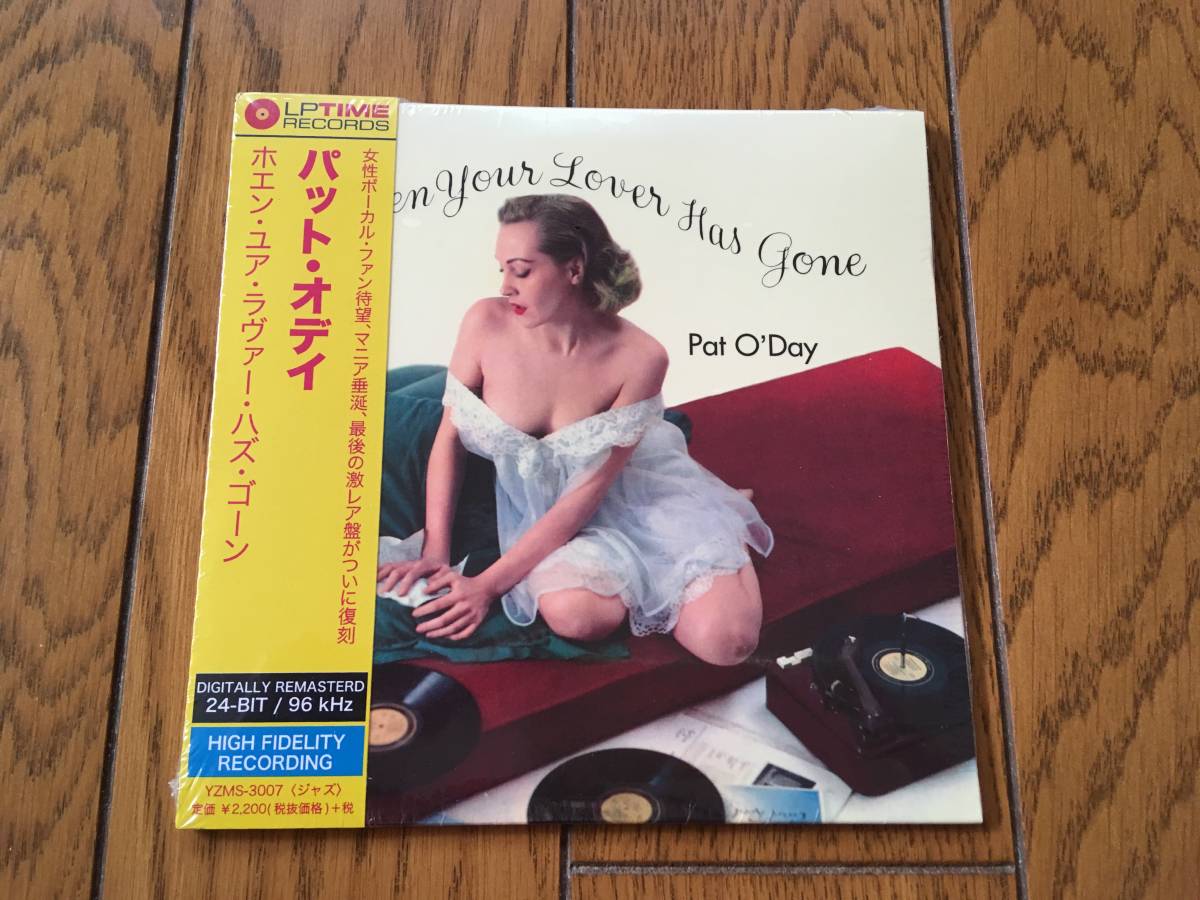 LPTIME
RECORDS
女性ボーカル・ファン待望、マニア垂涎、最後の激レア盤がついに復刻
パット・オデイ
ホエン・ユア・ラヴァー・ハズ・ゴーン
DIGITALLY REMASTERD
24-BIT / 96 kHz
HIGH FIDELITY
RECORDING
YZMS-3007〈ジャズ〉
定価 ¥2,200(税抜価格)+税
en Your Lover Has Gone
Pat O'Day